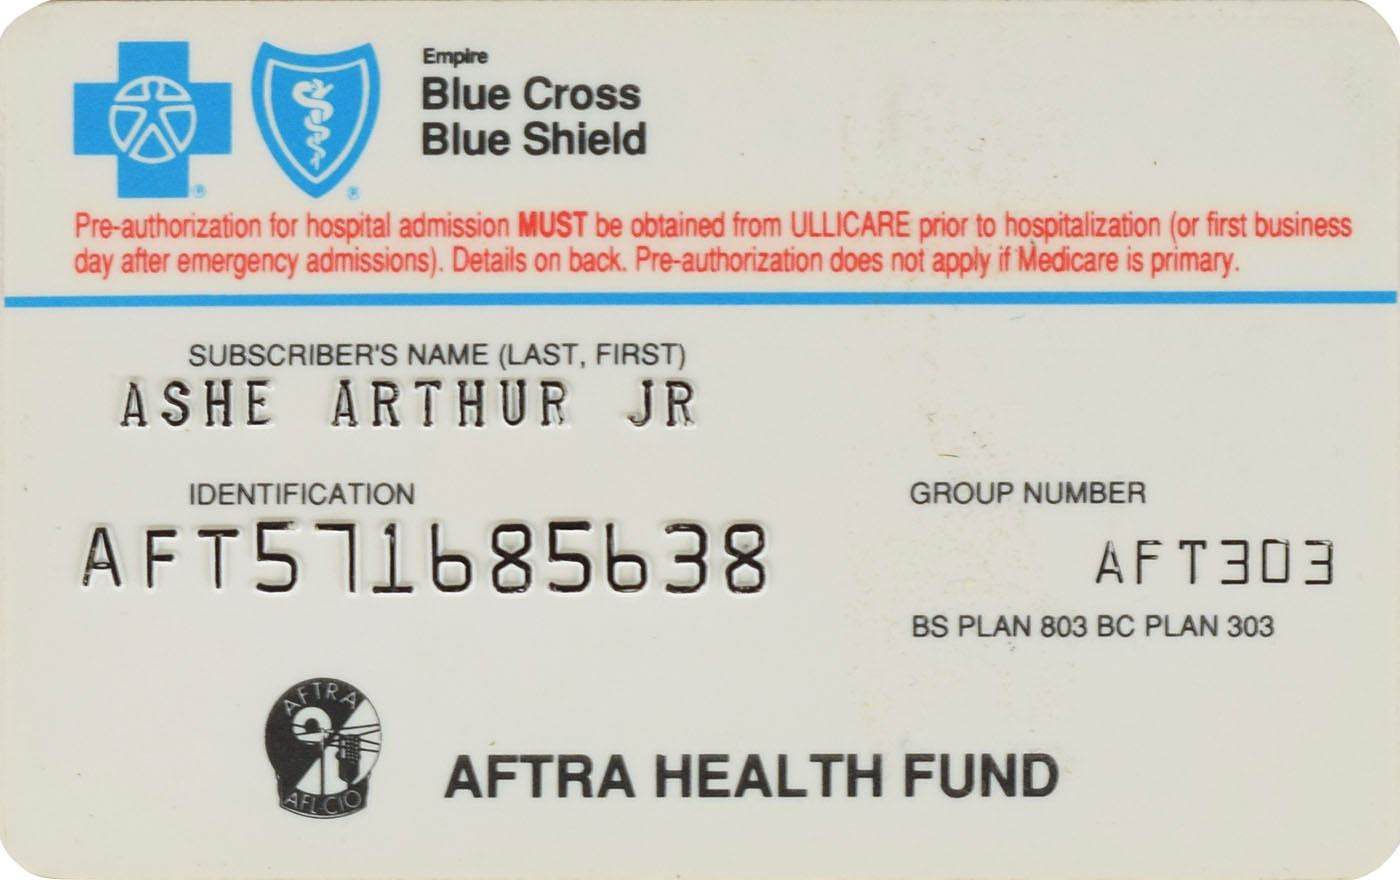 Empire
Blue Cross
Blue Shield
Pre-authorization for hospital admission MUST be obtained from ULLICARE prior to hospitalization (or first business
day after emergency admissions). Details on back. Pre-authorization does not apply if Medicare is primary.
SUBSCRIBER'S NAME (LAST, FIRST)
ASHE ARTHUR JR
IDENTIFICATION
AFT571685638
GROUP NUMBER
AFT303
BS PLAN 803 BC PLAN 303
AFTRA
AFL-CIO
AFTRA HEALTH FUND